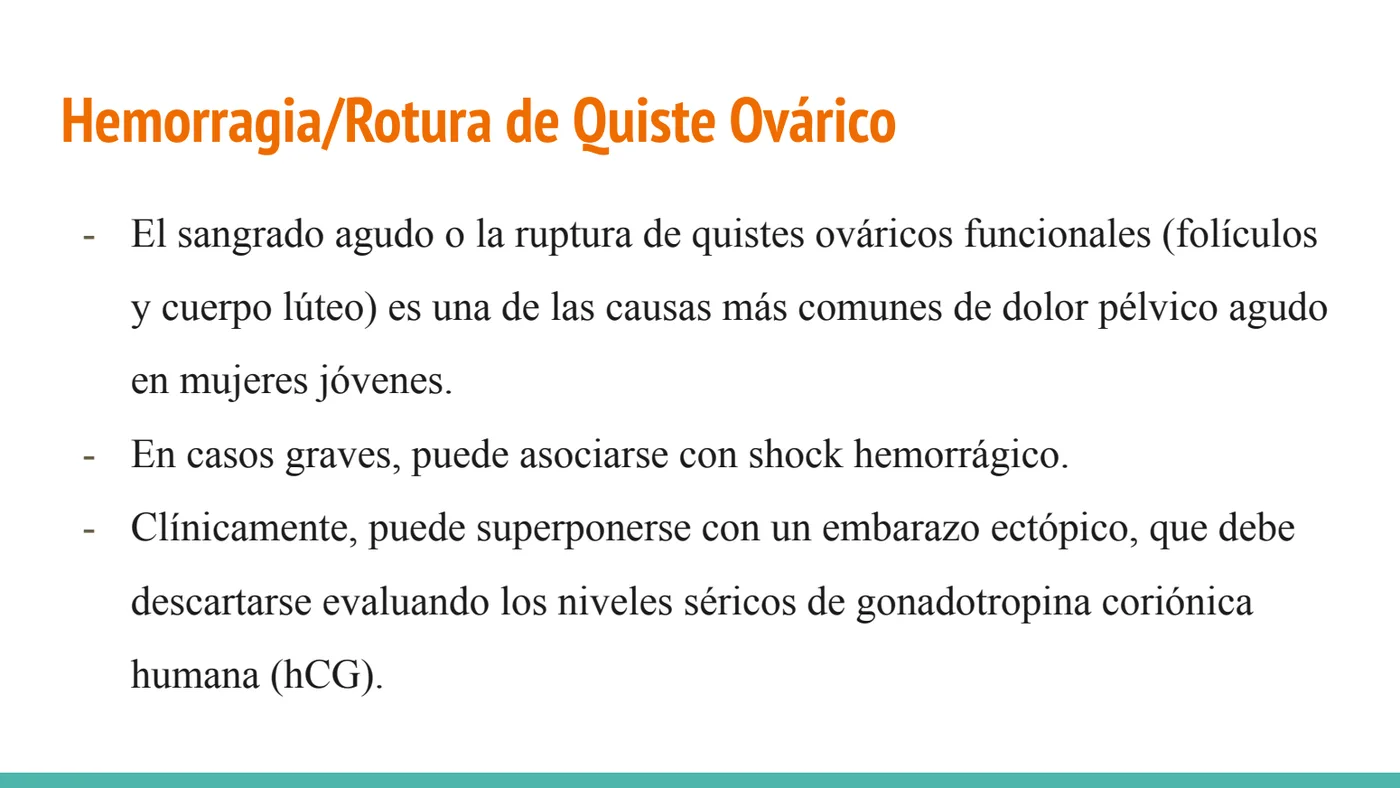 Hemorragia/Rotura de Quiste Ovárico
- El sangrado agudo o la ruptura de quistes ováricos funcionales (folículos
y cuerpo lúteo) es una de las causas más comunes de dolor pélvico agudo
en mujeres jóvenes.
- En casos graves, puede asociarse con shock hemorrágico.
- Clínicamente, puede superponerse con un embarazo ectópico, que debe
descartarse evaluando los niveles séricos de gonadotropina coriónica
humana (hCG).